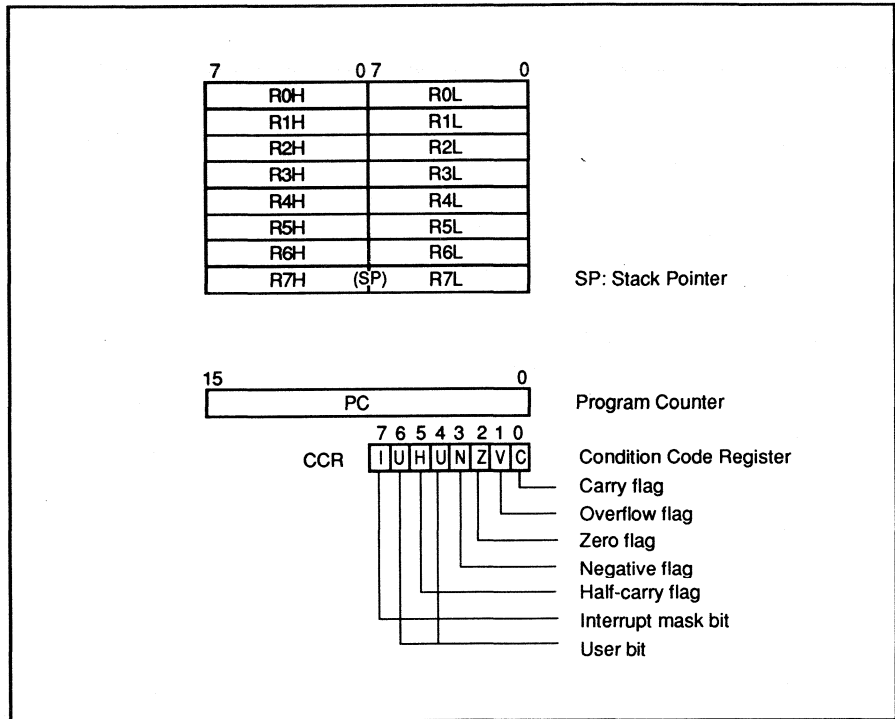 7 0 7 0
R0H R0L
R1H R1L
R2H R2L
R3H R3L
R4H R4L
R5H R5L
R6H R6L
R7H (SP) R7L SP: Stack Pointer
15 0
PC Program Counter
7 6 5 4 3 2 1 0
CCR I U H U N Z V C Condition Code Register
Carry flag
Overflow flag
Zero flag
Negative flag
Half-carry flag
Interrupt mask bit
User bit